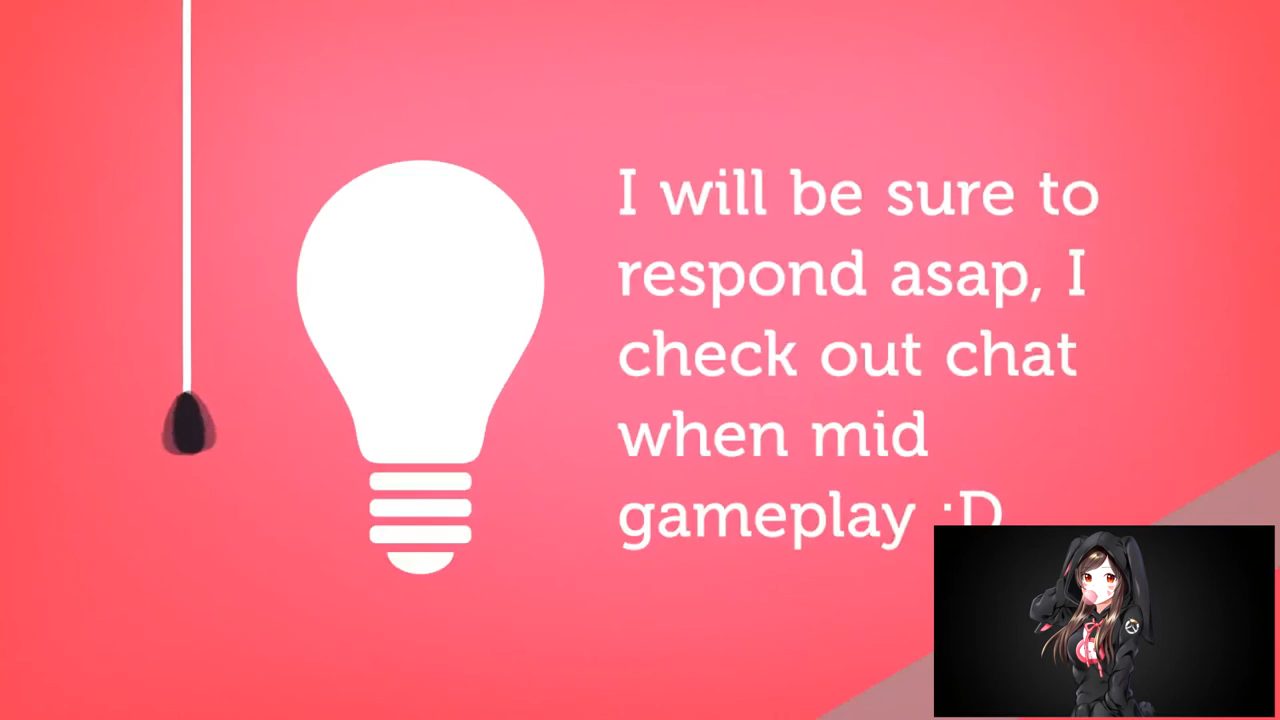 I will be sure to
respond asap, I
check out chat
when mid
gameplay :D